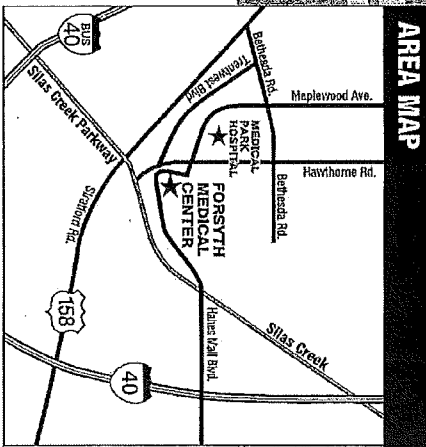 AREA MAP
BUS
40
Silas Creek Parkway
Trentwest Blvd
Bethesda Rd.
Maplewood Ave.
MEDICAL
PARK
HOSPITAL
Bethesda Rd.
Hawthorne Rd.
FORSYTH
MEDICAL
CENTER
Stratford Rd.
158
Hanes Mall Blvd.
Silas Creek
40